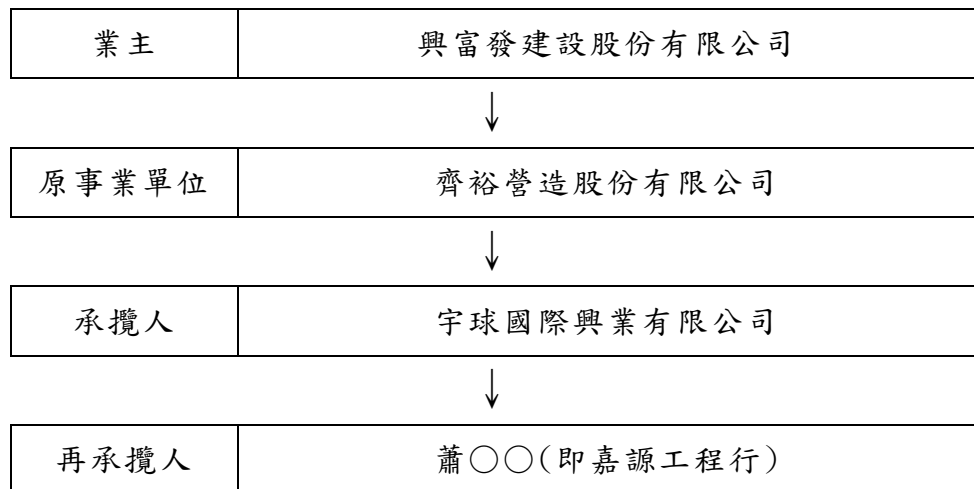 業主 興富發建設股份有限公司
↓
原事業單位 齊裕營造股份有限公司
↓
承攬人 宇球國際興業有限公司
↓
再承攬人 蕭○○(即嘉源工程行)